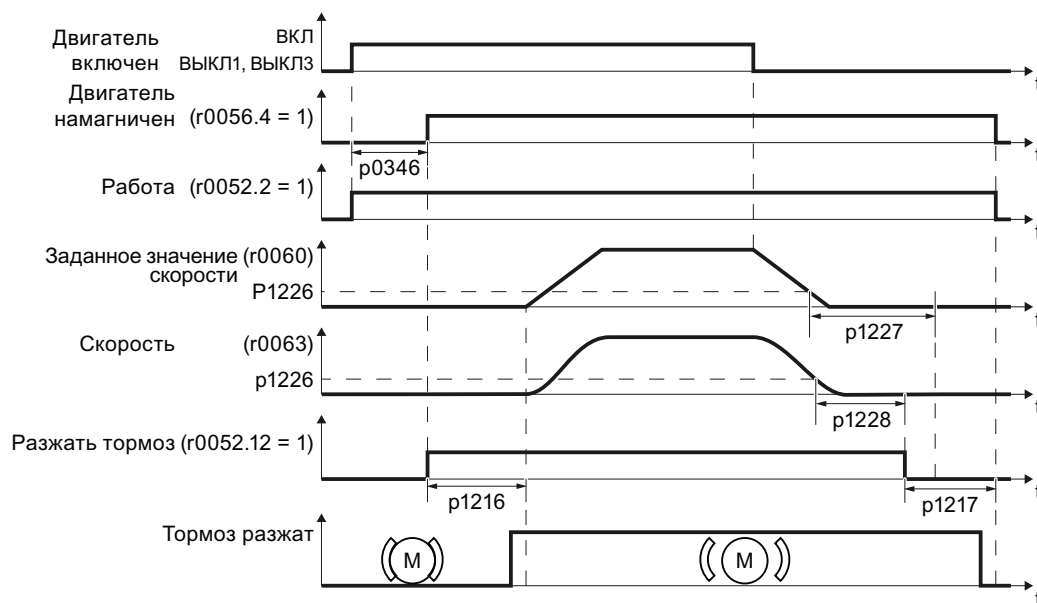 Двигатель включен
ВКЛ
ВЫКЛ1, ВЫКЛ3
t
Двигатель
намагничен (r0056.4 = 1)
t
p0346
Работа (r0052.2 = 1)
t
Заданное значение (r0060)
скорости
P1226
t
p1227
Скорость (r0063)
p1226
t
p1228
Разжать тормоз (r0052.12 = 1)
t
p1216
p1217
Тормоз разжат
M
M
t